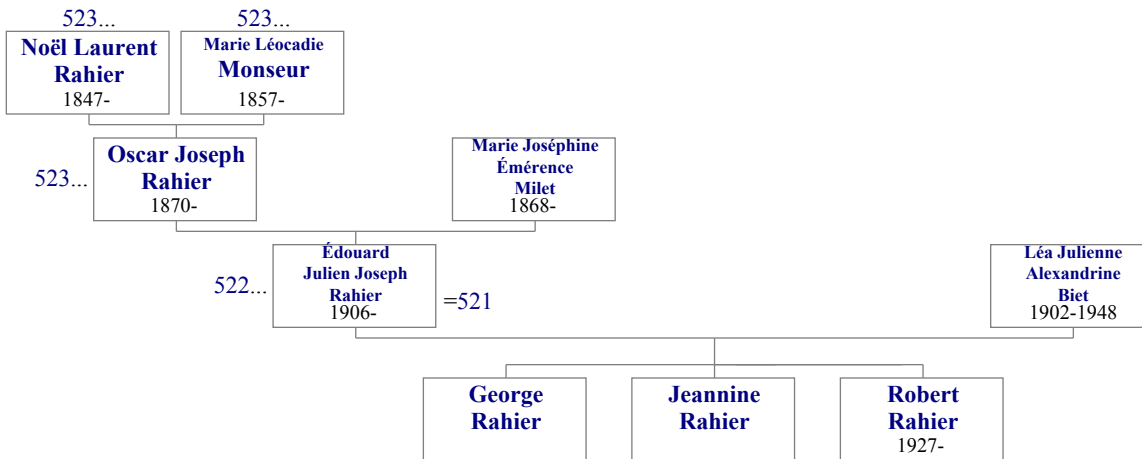 523...
523...
Noël Laurent
Rahier
1847-
Marie Léocadie
Monseur
1857-
523...
Oscar Joseph
Rahier
1870-
Marie Joséphine
Émérence
Milet
1868-
522...
Édouard
Julien Joseph
Rahier
1906-
=521
Léa Julienne
Alexandrine
Biet
1902-1948
George
Rahier
Jeannine
Rahier
Robert
Rahier
1927-